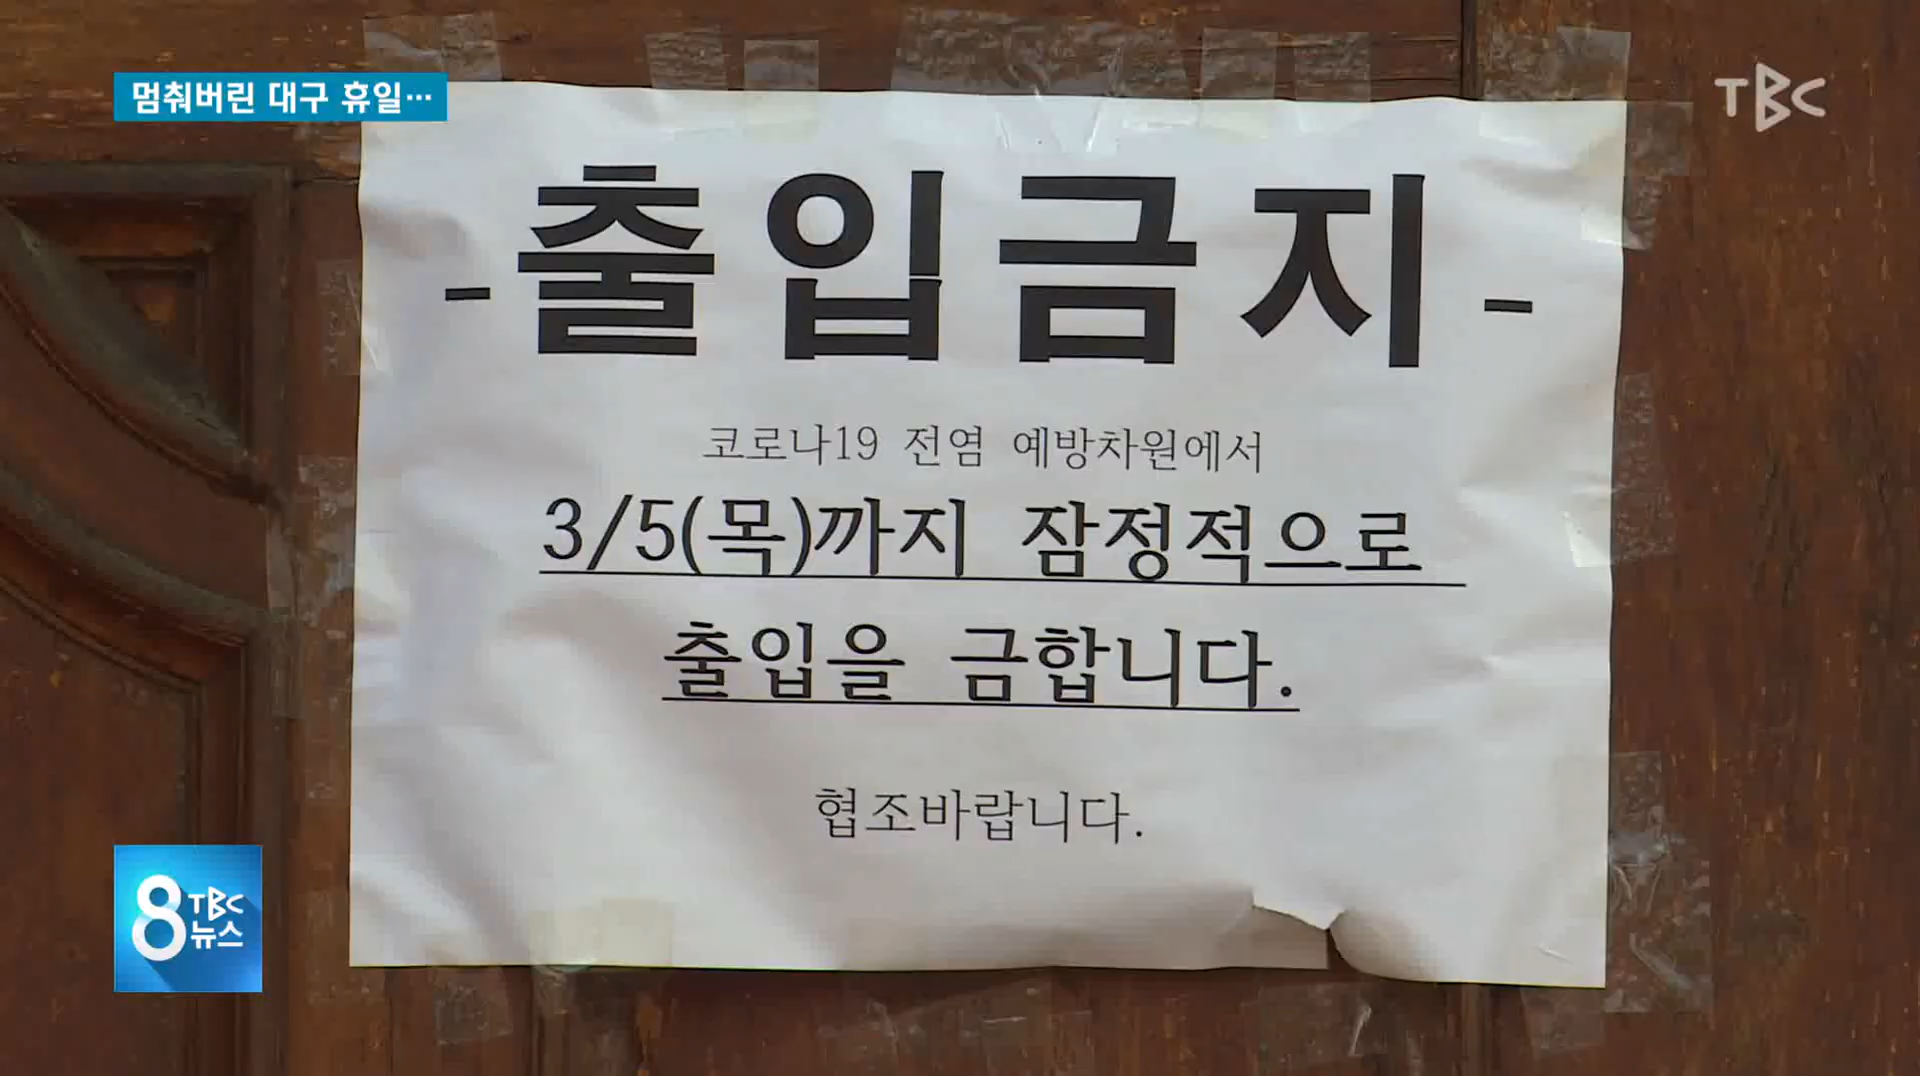 멈춰버린 대구 휴일…
TBC
- 출입금지 -
코로나19 전염 예방차원에서
3/5(목)까지 잠정적으로
출입을 금합니다.
협조바랍니다.
8 TBC
뉴스